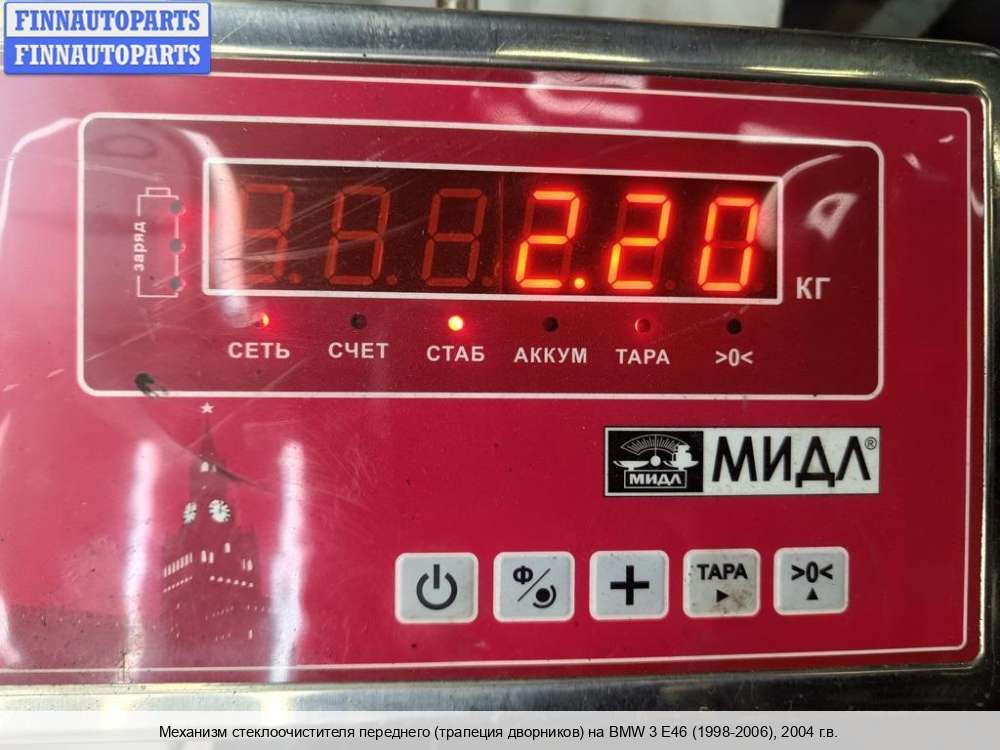 FINNAUTOPARTS
FINNAUTOPARTS
заряд
2.20
КГ
СЕТЬ СЧЕТ СТАБ АККУМ ТАРА >0<
МИДЛ МИДЛ®
Ф ТАРА >0<
Механизм стеклоочистителя переднего (трапеция дворников) на BMW 3 E46 (1998-2006), 2004 г.в.